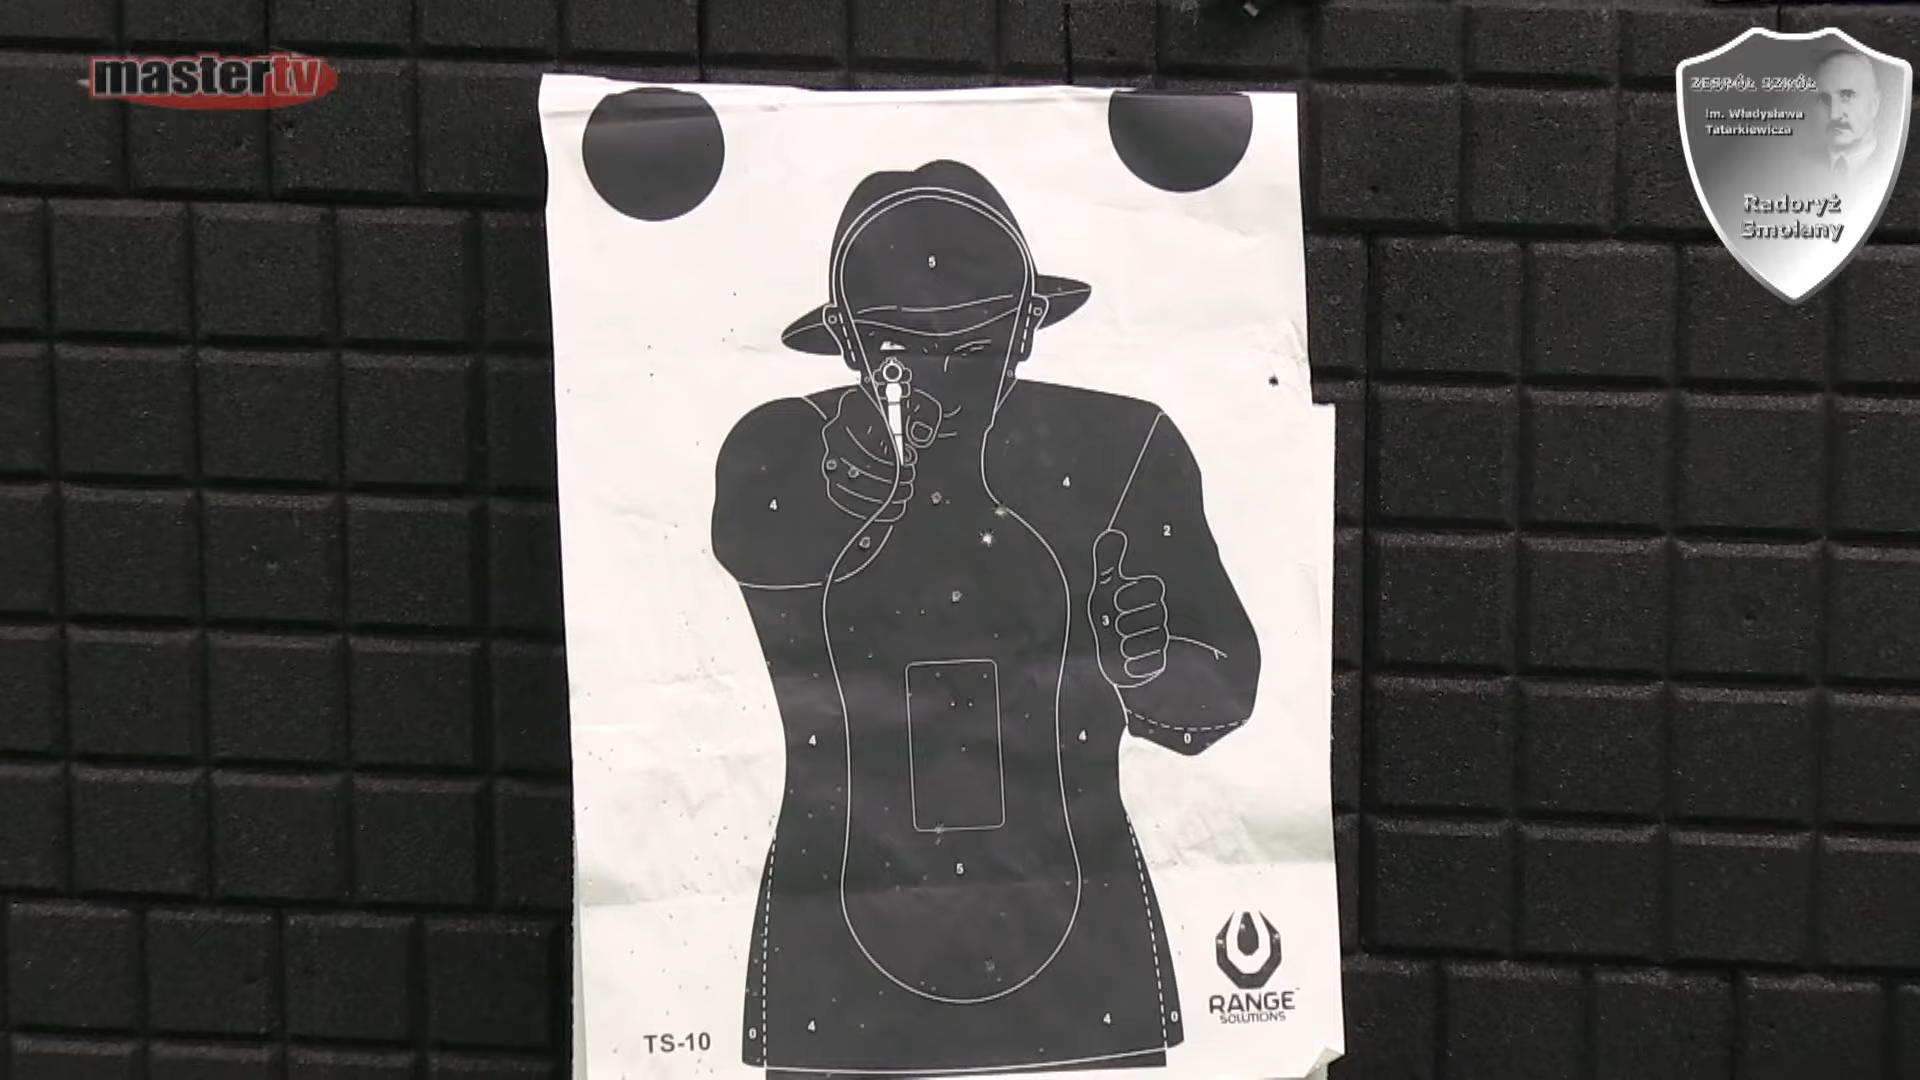 mastertv
ZESPÓŁ SZKÓŁ
im. Władysława
Tatarkiewicza
Radoryż
Smolany
5
4
4
2
3
4
4
0
5
RANGE
SOLUTIONS
TS-10
0
4
4
0